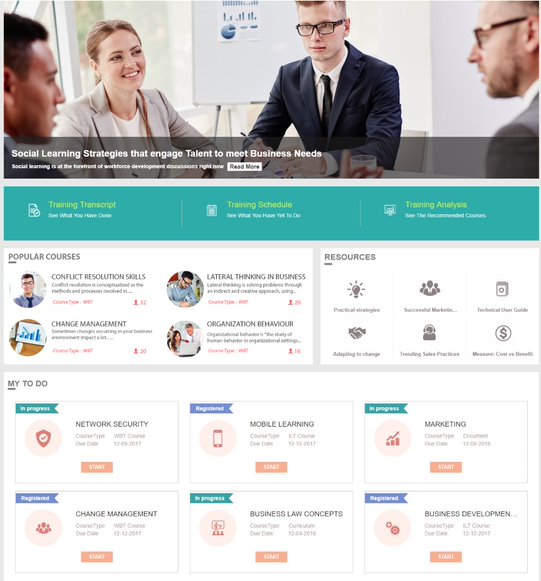 Social Learning Strategies that engage Talent to meet Business Needs
Social learning is at the forefront of workforce development discussions right now Read More
Training Transcript
See What You Have Done
Training Schedule
See What You Have Yet To Do
Training Analysis
See The Recommended Courses
POPULAR COURSES
CONFLICT RESOLUTION SKILLS
Conflict resolution is conceptualized as the
methods and processes involved in....
Course Type : WBT 32
LATERAL THINKING IN BUSINESS
Lateral thinking is solving problems through
an indirect and creative approach, using...
Course Type : WBT 26
CHANGE MANAGEMENT
Sometimes changes occurring in your business
environment impact a lot......
Course Type : WBT 20
ORGANIZATION BEHAVIOUR
Organizational behavior is "the study of
human behavior in organizational settings...
Course Type : WBT 16
RESOURCES
Practical strategies
Successful Marketin...
Technical User Guide
Adapting to change
Trending Sales Practices
Measure: Cost vs Benefit
MY TO DO
In progress
NETWORK SECURITY
CourseType WBT Course
Due Date 12-09-2017
START
Registered
MOBILE LEARNING
CourseType ILT Course
Due Date 12-12-2017
START
In progress
MARKETING
CourseType Document
Due Date 12-09-2018
START
Registered
CHANGE MANAGEMENT
CourseType WBT Course
Due Date 12-12-2017
START
In progress
BUSINESS LAW CONCEPTS
CourseType Curriculum
Due Date 12-04-2018
START
Registered
BUSINESS DEVELOPMEN...
CourseType ILT Course
Due Date 12-12-2017
START